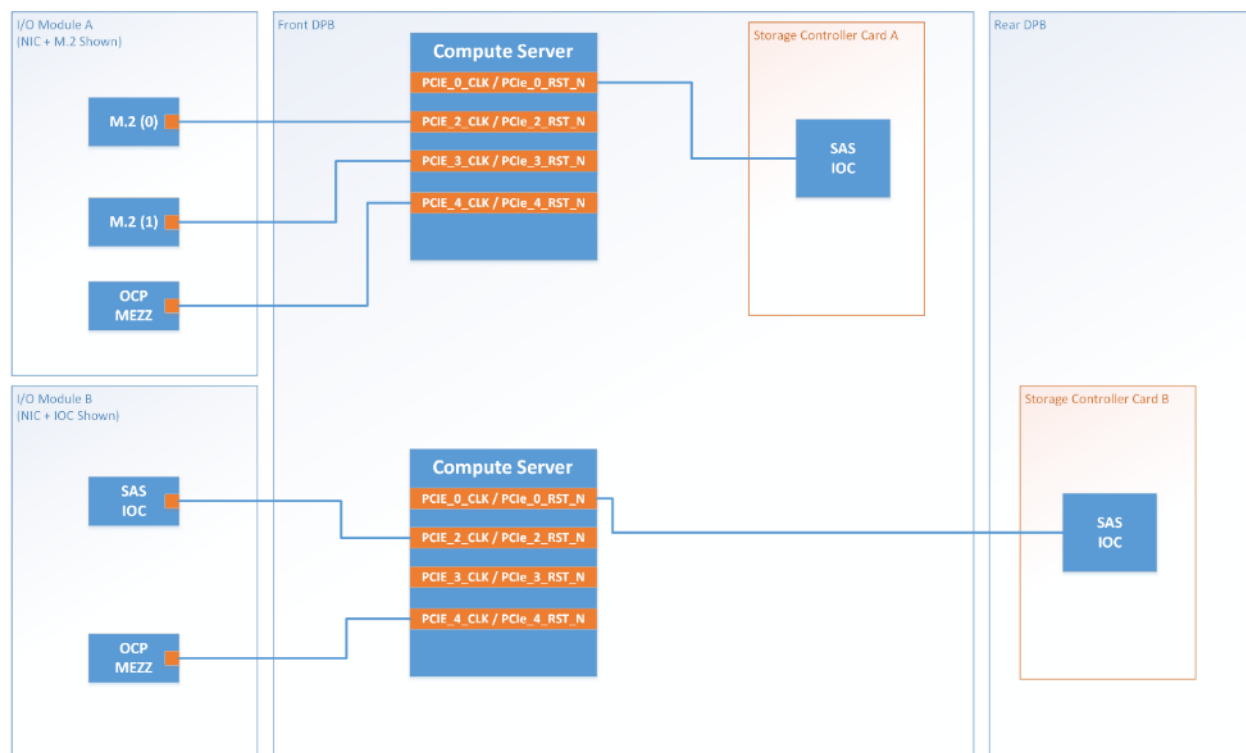 I/O Module A
(NIC + M.2 Shown)
M.2 (0)
M.2 (1)
OCP
MEZZ
Front DPB
Compute Server
PCIE_0_CLK / PCIe_0_RST_N
PCIE_2_CLK / PCIe_2_RST_N
PCIE_3_CLK / PCIe_3_RST_N
PCIE_4_CLK / PCIe_4_RST_N
Storage Controller Card A
SAS
IOC
Rear DPB
I/O Module B
(NIC + IOC Shown)
SAS
IOC
OCP
MEZZ
Compute Server
PCIE_0_CLK / PCIe_0_RST_N
PCIE_2_CLK / PCIe_2_RST_N
PCIE_3_CLK / PCIe_3_RST_N
PCIE_4_CLK / PCIe_4_RST_N
Storage Controller Card B
SAS
IOC